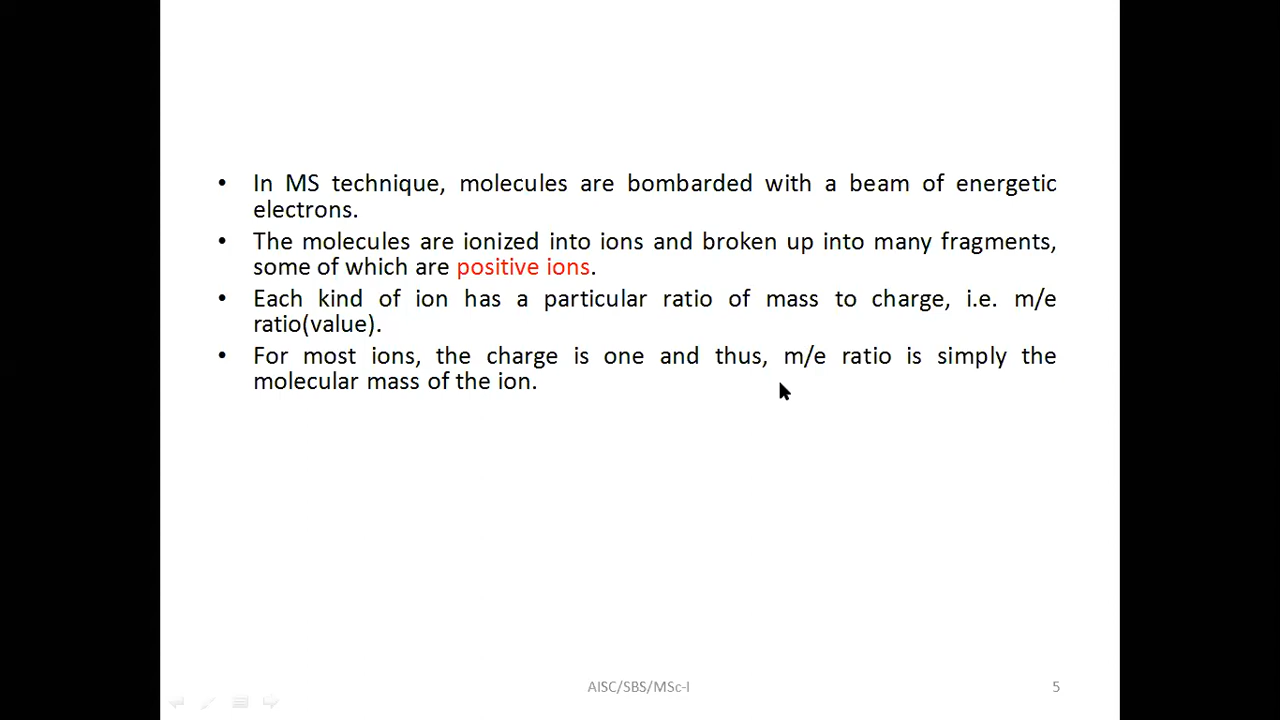 • In MS technique, molecules are bombarded with a beam of energetic
electrons.
• The molecules are ionized into ions and broken up into many fragments,
some of which are positive ions.
• Each kind of ion has a particular ratio of mass to charge, i.e. m/e
ratio(value).
• For most ions, the charge is one and thus, m/e ratio is simply the
molecular mass of the ion.
AISC/SBS/MSc-I
5